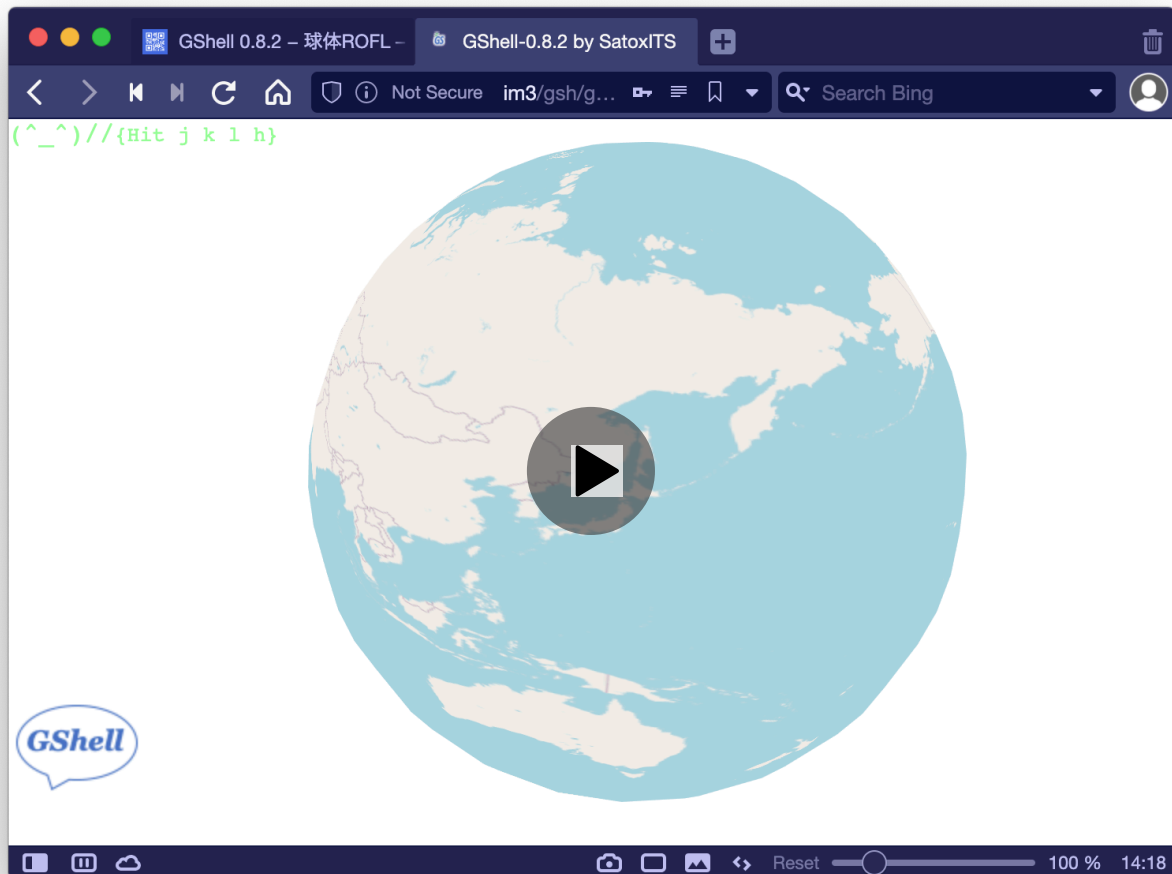 GShell 0.8.2 – 球体ROFL –
GShell-0.8.2 by SatoxITS
Not Secure im3/gsh/g...
Search Bing
(^_^)//{Hit j k l h}
GShell
Reset
100 %
14:18